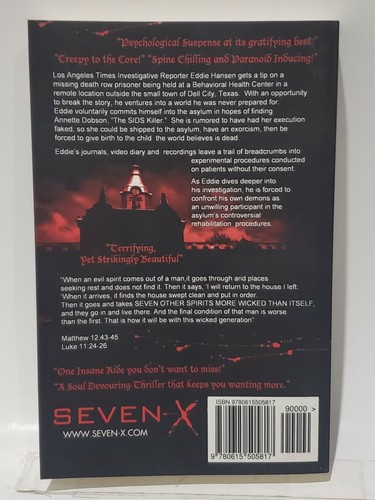 "Psychological Suspense at its gratifying best:"
"Creepy to the Core!" "Spine Chilling and Paranoid Inducing!"
Los Angeles Times Investigative Reporter Eddie Hansen gets a tip on a
missing death row prisoner being held at a Behavioral Health Center in a
remote location outside the small town of Dell City, Texas. With an opportunity
to break the story, he ventures into a world he was never prepared for.
Eddie voluntarily commits himself into the asylum in hopes of finding
Annette Dobson, "The SIDS Killer." She is rumored to have had her execution
faked, so she could be shipped to the asylum, have an exorcism, then be
forced to give birth to the child the world believes is dead.
Eddie's journals, video diary and recordings leave a trail of breadcrumbs into
experimental procedures conducted
on patients without their consent.
As Eddie dives deeper into
his investigation, he is forced to
confront his own demons as
an unwilling participant in the
asylum's controversial
rehabilitation procedures.
"Terrifying,
Yet Strikingly Beautiful"
"When an evil spirit comes out of a man,it goes through arid places
seeking rest and does not find it. Then it says, 'I will return to the house I left.
'When it arrives, it finds the house swept clean and put in order.
Then it goes and takes SEVEN OTHER SPIRITS MORE WICKED THAN ITSELF,
and they go in and live there. And the final condition of that man is worse
than the first. That is how it will be with this wicked generation"
Matthew 12:43-45
Luke 11:24-26
"One Insane Ride you don't want to miss!"
"A Soul Devouring Thriller that keeps you wanting more."
SEVEN-X
WWW.SEVEN-X.COM
ISBN 9780615505817
90000 >
9 780615 505817